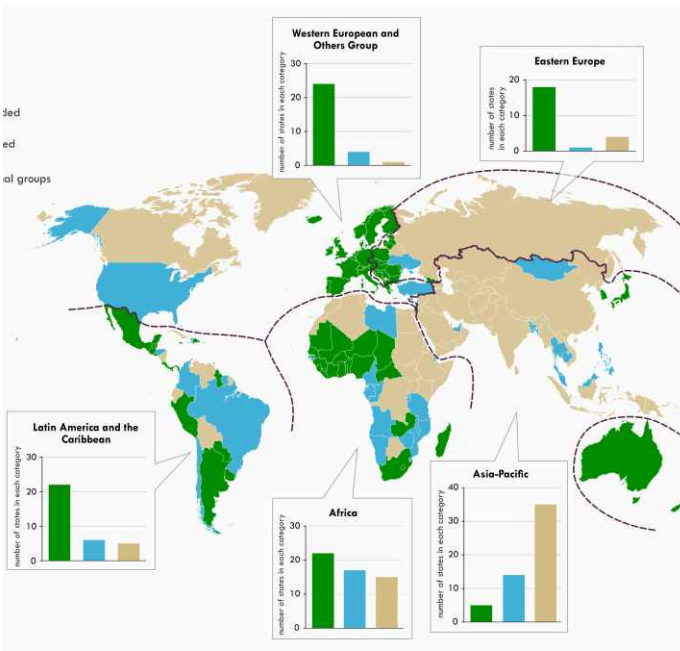 ded
ed
al groups
Western European and
Others Group
number of states in each category
30
20
10
0
Eastern Europe
number of states
in each category
20
10
0
Latin America and the
Caribbean
number of states in each category
30
20
10
0
Africa
number of states in each category
30
20
10
0
Asia-Pacific
number of states in each category
40
30
20
10
0